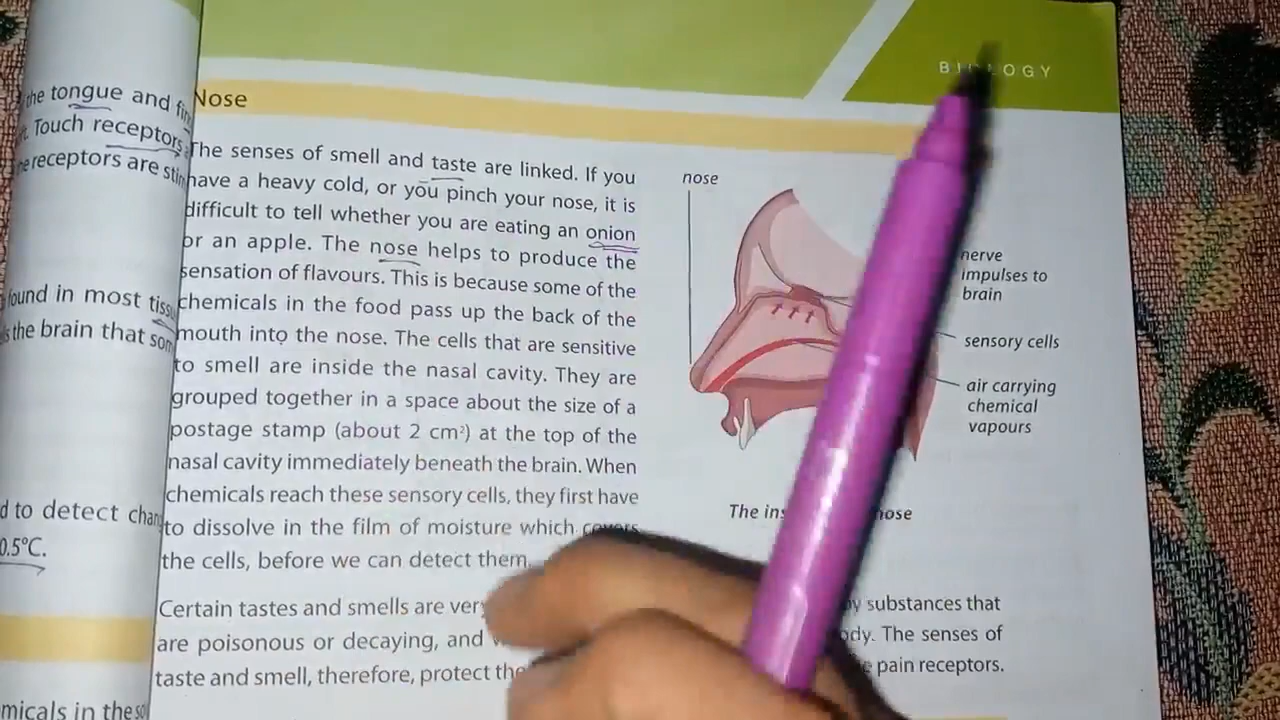 the tongue and
Touch receptors
receptors are
found in most
the brain that
d to detect
0.5°C.
micals in the
BIOLOGY
Nose
The senses of smell and taste are linked. If you
have a heavy cold, or you pinch your nose, it is
difficult to tell whether you are eating an onion
or an apple. The nose helps to produce the
sensation of flavours. This is because some of the
chemicals in the food pass up the back of the
mouth into the nose. The cells that are sensitive
to smell are inside the nasal cavity. They are
grouped together in a space about the size of a
postage stamp (about 2 cm²) at the top of the
nasal cavity immediately beneath the brain. When
chemicals reach these sensory cells, they first have
to dissolve in the film of moisture which covers
the cells, before we can detect them.
nose
nerve
impulses to
brain
sensory cells
air carrying
chemical
vapours
The nose
Certain tastes and smells are very substances that
are poisonous or decaying, and The senses of
taste and smell, therefore, protect pain receptors.